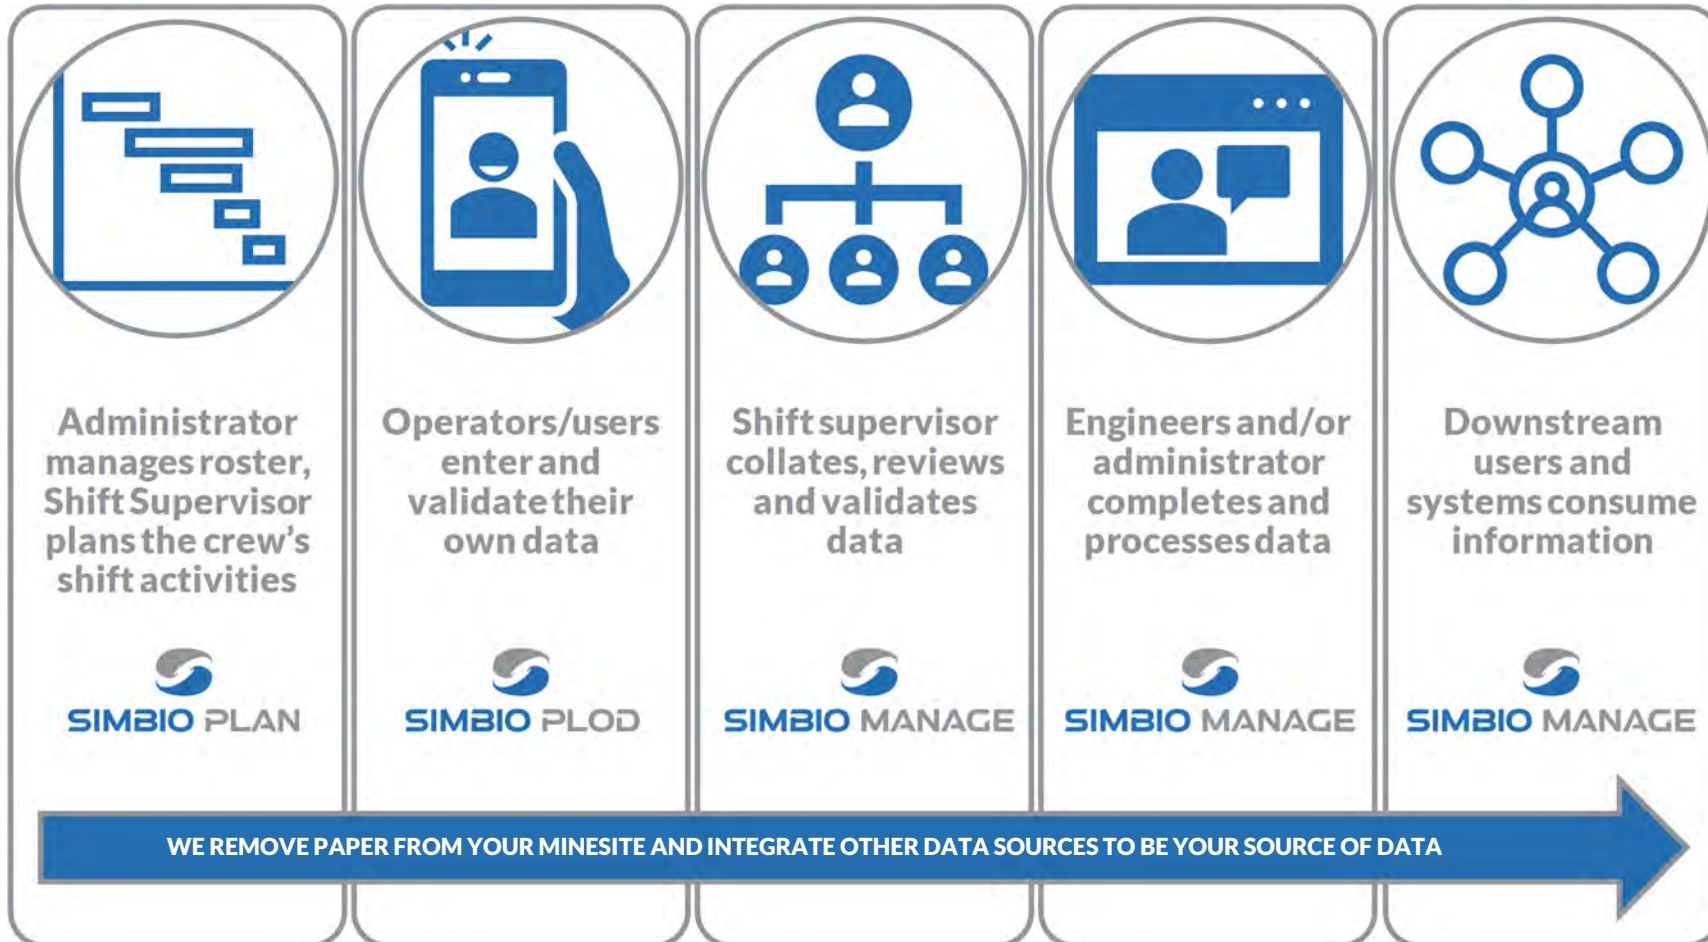 Administrator
manages roster,
Shift Supervisor
plans the crew's
shift activities
SIMBIO PLAN
Operators/users
enter and
validate their
own data
SIMBIO PLOD
Shift supervisor
collates, reviews
and validates
data
SIMBIO MANAGE
Engineers and/or
administrator
completes and
processes data
SIMBIO MANAGE
Downstream
users and
systems consume
information
SIMBIO MANAGE
WE REMOVE PAPER FROM YOUR MINESITE AND INTEGRATE OTHER DATA SOURCES TO BE YOUR SOURCE OF DATA